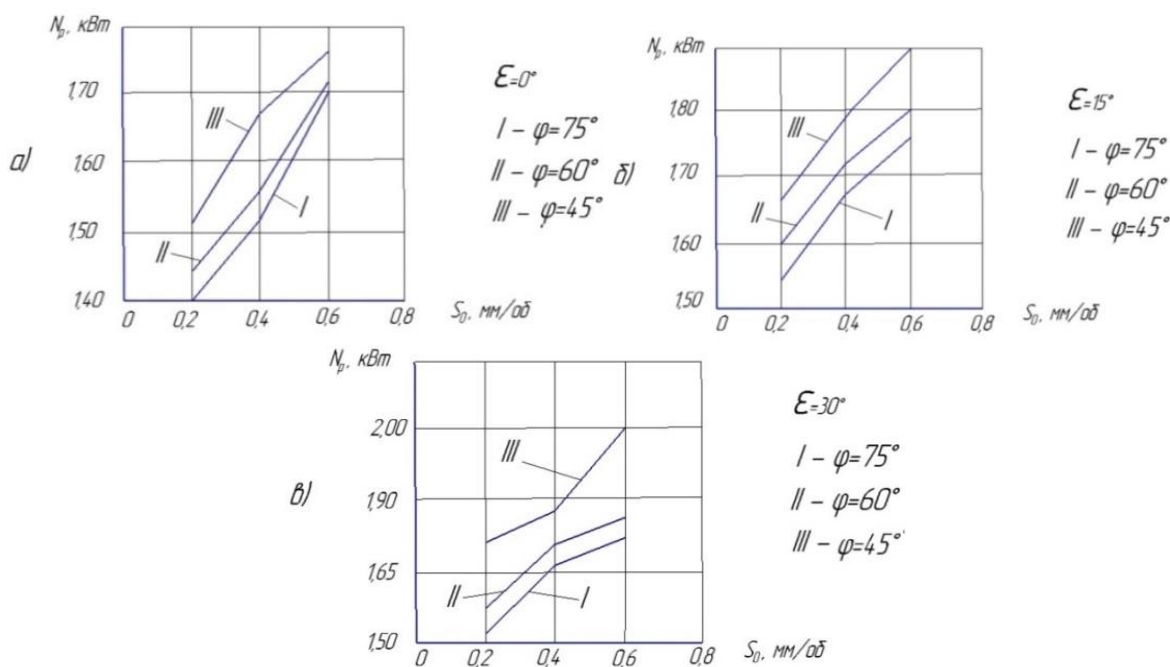 Nр, кВт
1,70
1,60
1,50
1,40
0
0,2
0,4
0,6
0,8
S₀, мм/об
а)
III
II
I
ε=0°
I – φ=75°
II – φ=60°
III – φ=45°
Nр, кВт
1,80
1,70
1,60
1,50
0
0,2
0,4
0,6
0,8
S₀, мм/об
б)
III
II
I
ε=15°
I – φ=75°
II – φ=60°
III – φ=45°
Nр, кВт
2,00
1,90
1,65
1,50
0
0,2
0,4
0,6
0,8
S₀, мм/об
в)
III
II
I
ε=30°
I – φ=75°
II – φ=60°
III – φ=45°